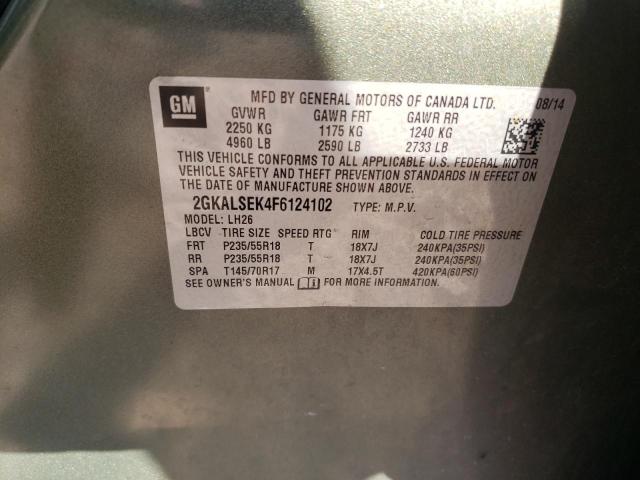 GM
MFD BY GENERAL MOTORS OF CANADA LTD. 08/14
GVWR GAWR FRT GAWR RR
2250 KG 1175 KG 1240 KG
4960 LB 2590 LB 2733 LB
THIS VEHICLE CONFORMS TO ALL APPLICABLE U.S. FEDERAL MOTOR
VEHICLE SAFETY AND THEFT PREVENTION STANDARDS IN EFFECT ON
THE DATE OF MANUFACTURE SHOWN ABOVE.
2GKALSEK4F6124102 TYPE: M.P.V.
MODEL: LH26
LBCV TIRE SIZE SPEED RTG RIM COLD TIRE PRESSURE
FRT P235/55R18 T 18X7J 240KPA(35PSI)
RR P235/55R18 T 18X7J 240KPA(35PSI)
SPA T145/70R17 M 17X4.5T 420KPA(60PSI)
SEE OWNER'S MANUAL FOR MORE INFORMATION.